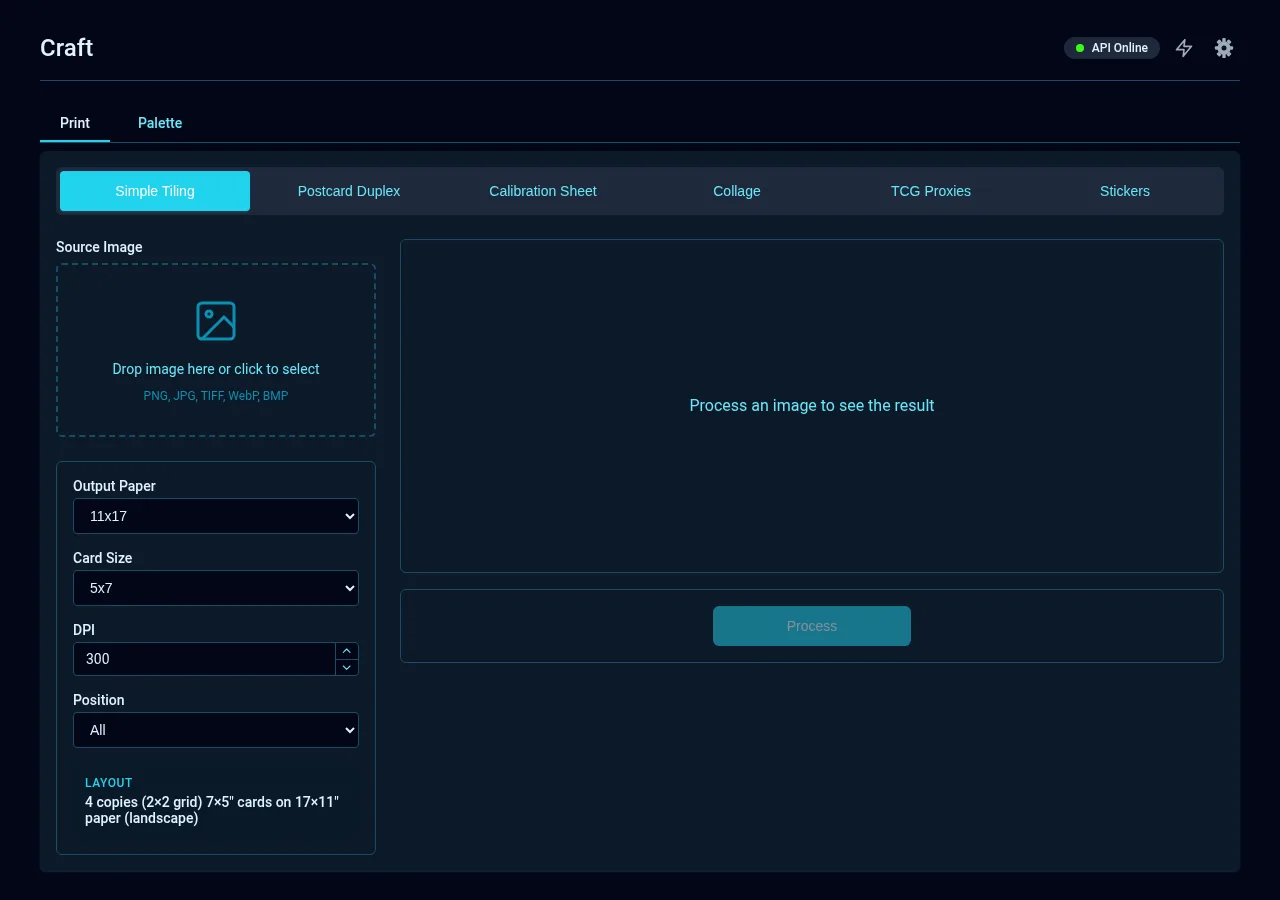 Craft
API Online
Print
Palette
Simple Tiling
Postcard Duplex
Calibration Sheet
Collage
TCG Proxies
Stickers
Source Image
Drop image here or click to select
PNG, JPG, TIFF, WebP, BMP
Output Paper
11x17
Card Size
5x7
DPI
300
Position
All
LAYOUT
4 copies (2×2 grid) 7×5" cards on 17×11"
paper (landscape)
Process an image to see the result
Process